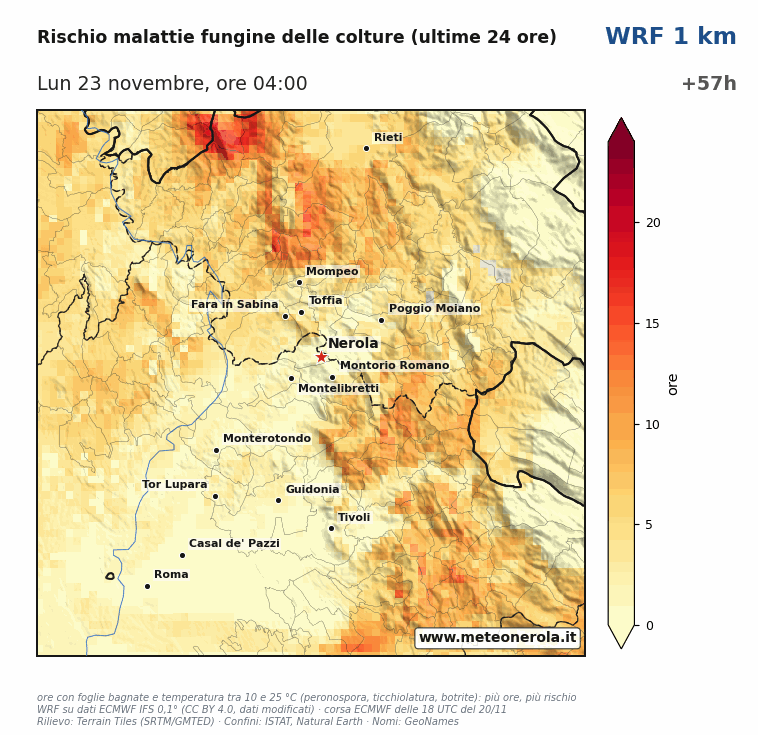 Rischio malattie fungine delle colture (ultime 24 ore)
WRF 1 km
Lun 23 novembre, ore 04:00
+57h
Rieti
Mompeo
Fara in Sabina
Toffia
Poggio Moiano
Nerola
Montorio Romano
Montelibretti
Monterotondo
Tor Lupara
Guidonia
Tivoli
Casal de' Pazzi
Roma
www.meteonerola.it
20
15
10
5
0
ore
ore con foglie bagnate e temperatura tra 10 e 25 °C (peronospora, ticchiolatura, botrite): più ore, più rischio
WRF su dati ECMWF IFS 0,1° (CC BY 4.0, dati modificati) · corsa ECMWF delle 18 UTC del 20/11
Rilievo: Terrain Tiles (SRTM/GMTED) · Confini: ISTAT, Natural Earth · Nomi: GeoNames